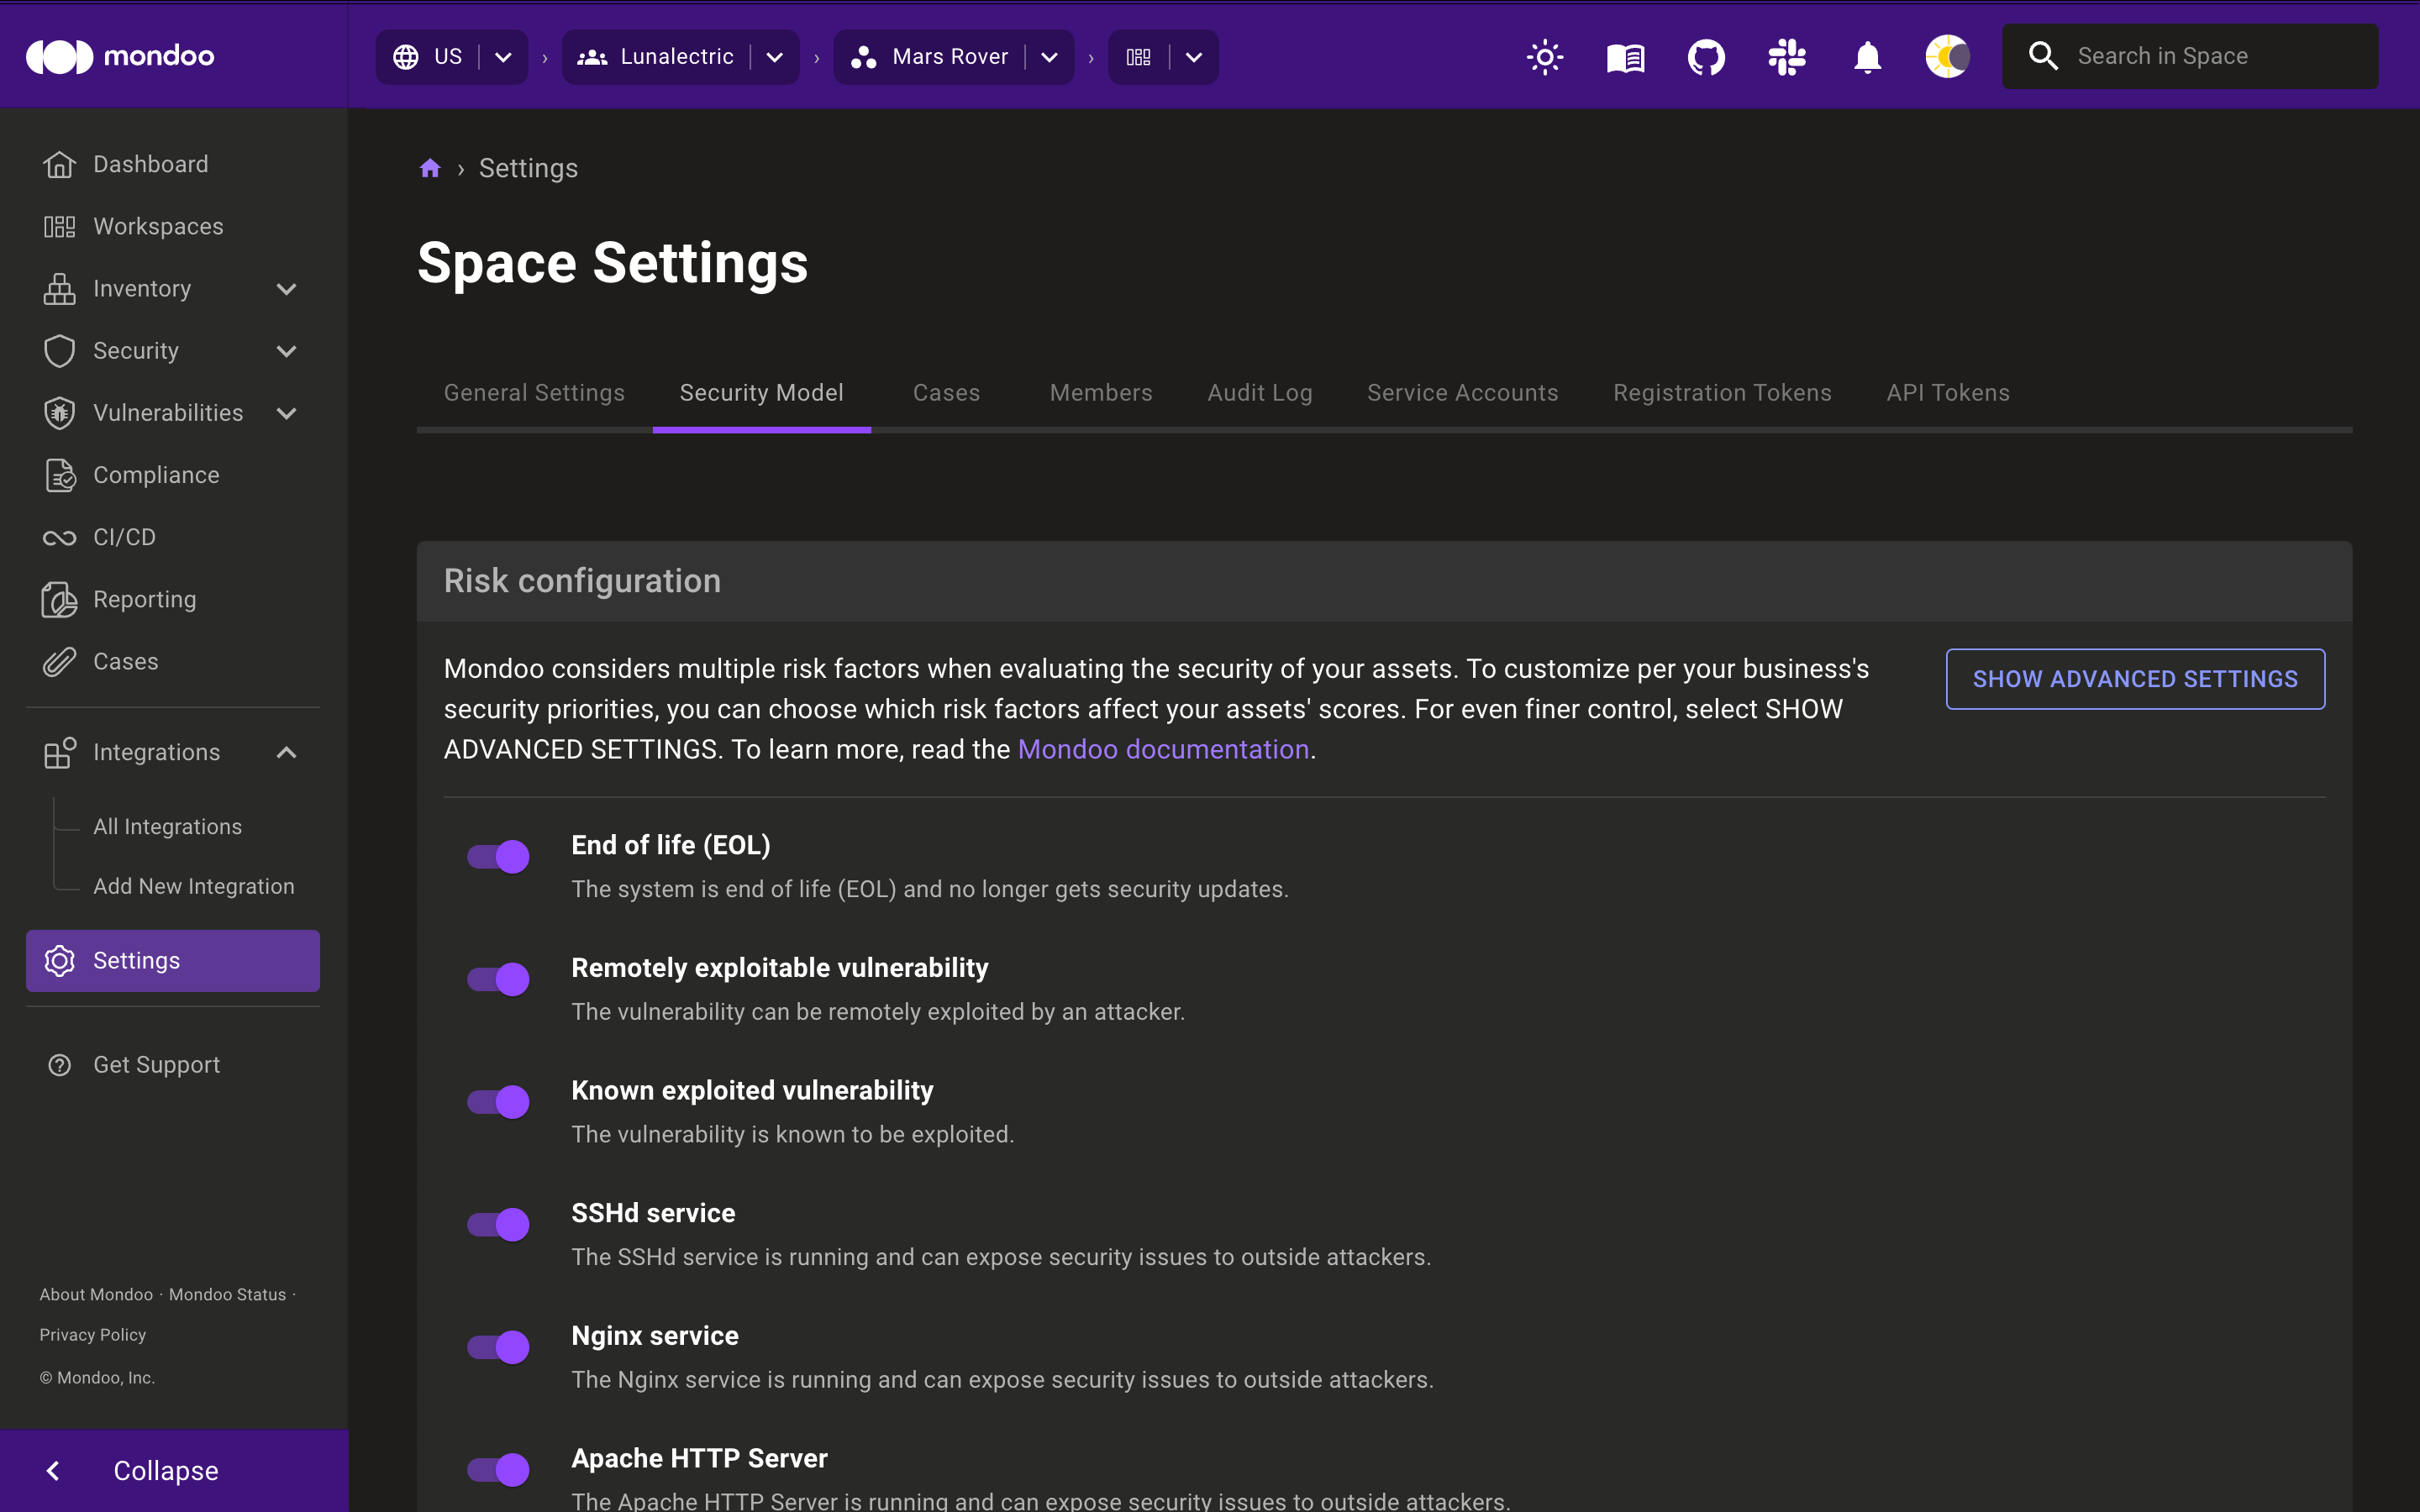 mondoo
US
Lunalectric
Mars Rover
Search in Space
Dashboard
Workspaces
Inventory
Security
Vulnerabilities
Compliance
CI/CD
Reporting
Cases
Integrations
All Integrations
Add New Integration
Settings
Get Support
About Mondoo · Mondoo Status ·
Privacy Policy
© Mondoo, Inc.
Collapse
› Settings
Space Settings
General Settings Security Model Cases Members Audit Log Service Accounts Registration Tokens API Tokens
Risk configuration
Mondoo considers multiple risk factors when evaluating the security of your assets. To customize per your business's
security priorities, you can choose which risk factors affect your assets' scores. For even finer control, select SHOW
ADVANCED SETTINGS. To learn more, read the Mondoo documentation.
SHOW ADVANCED SETTINGS
End of life (EOL)
The system is end of life (EOL) and no longer gets security updates.
Remotely exploitable vulnerability
The vulnerability can be remotely exploited by an attacker.
Known exploited vulnerability
The vulnerability is known to be exploited.
SSHd service
The SSHd service is running and can expose security issues to outside attackers.
Nginx service
The Nginx service is running and can expose security issues to outside attackers.
Apache HTTP Server
The Apache HTTP Server is running and can expose security issues to outside attackers.